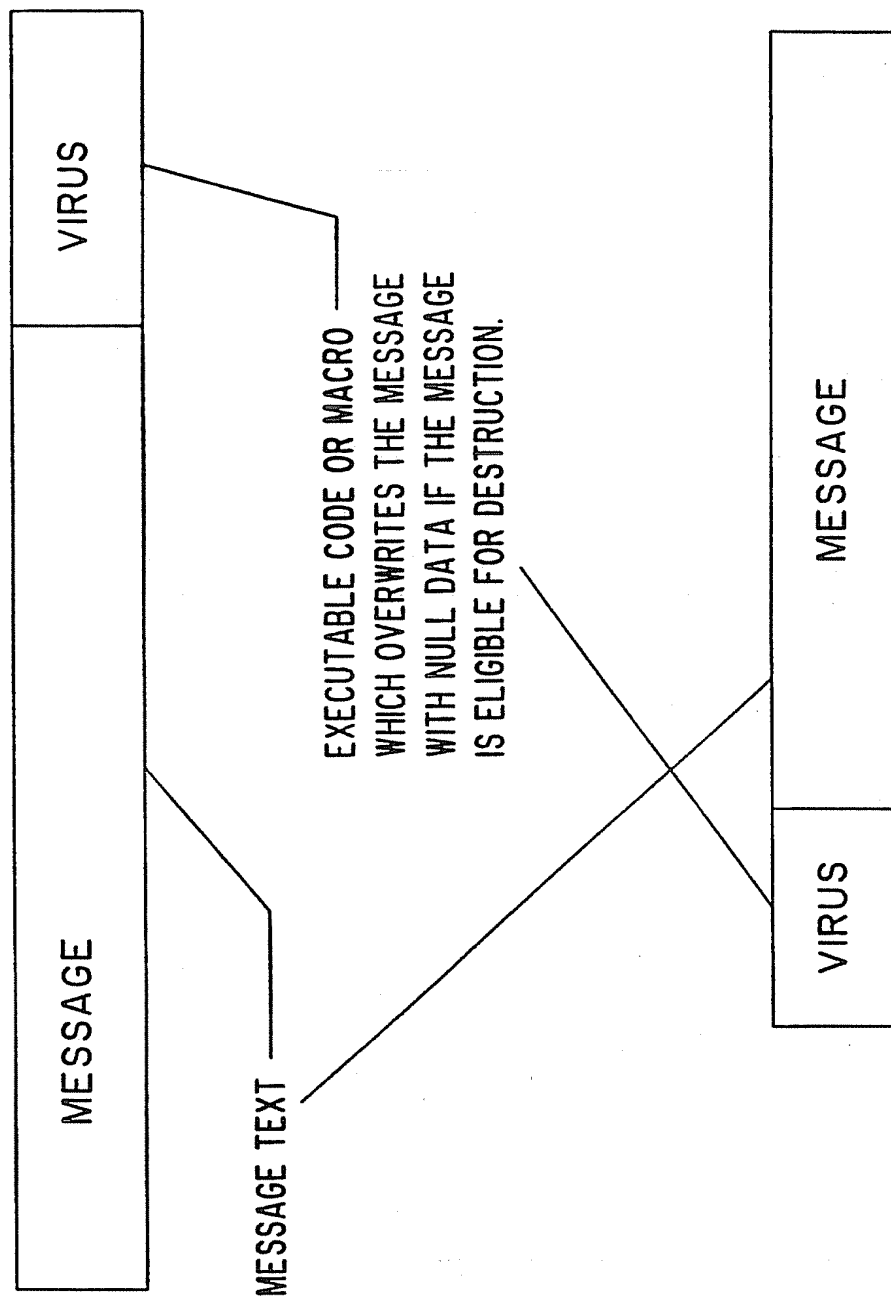 MESSAGE
VIRUS
MESSAGE TEXT
EXECUTABLE CODE OR MACRO
WHICH OVERWRITES THE MESSAGE
WITH NULL DATA IF THE MESSAGE
IS ELIGIBLE FOR DESTRUCTION.
VIRUS
MESSAGE